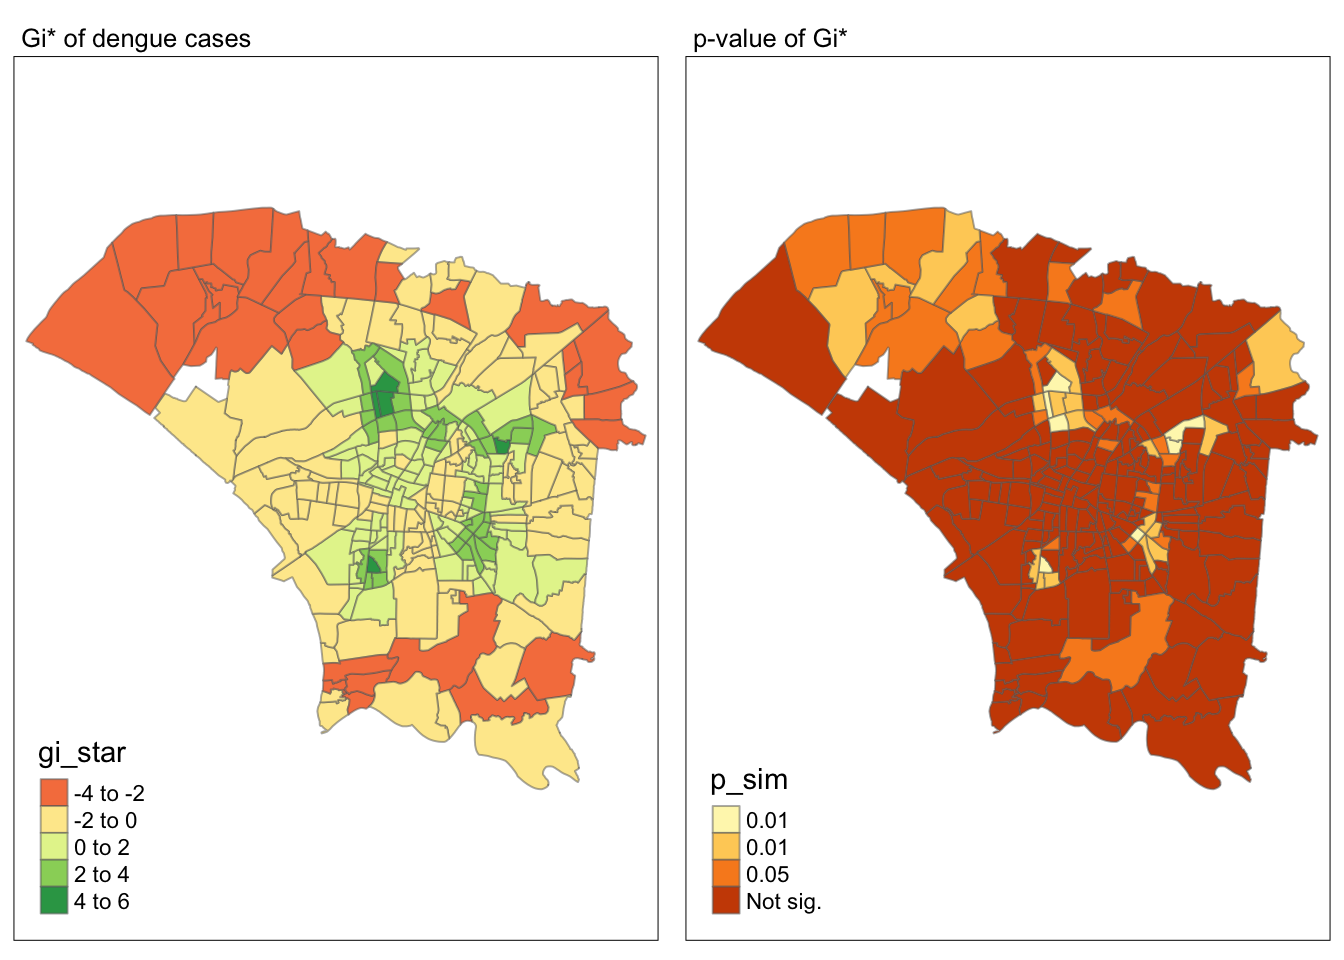 Gi* of dengue cases
gi_star
-4 to -2
-2 to 0
0 to 2
2 to 4
4 to 6
p-value of Gi*
p_sim
0.01
0.01
0.05
Not sig.